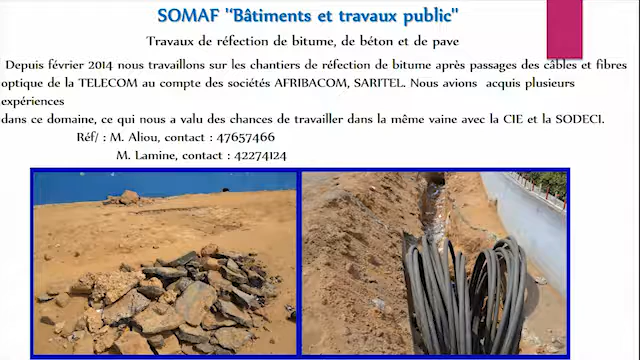 SOMAF "Bâtiments et travaux public"
Travaux de réfection de bitume, de béton et de pave
Depuis février 2014 nous travaillons sur les chantiers de réfection de bitume après passages des câbles et fibres
optique de la TELECOM au compte des sociétés AFRIBACOM, SARITEL. Nous avions acquis plusieurs
expériences
dans ce domaine, ce qui nous a valu des chances de travailler dans la même vaine avec la CIE et la SODECI.
Réf/ : M. Aliou, contact : 47657466
M. Lamine, contact : 42274124